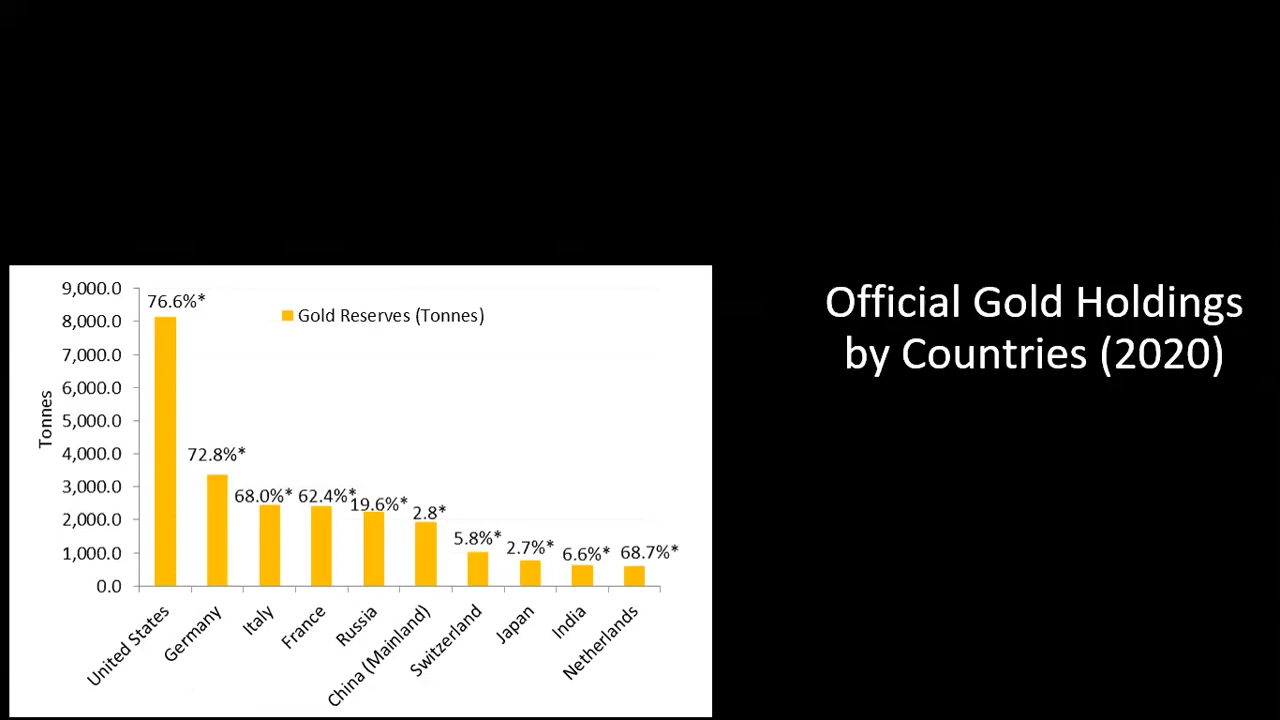 9,000.0
76.6%*
Gold Reserves (Tonnes)
8,000.0
7,000.0
6,000.0
5,000.0
4,000.0
3,000.0
2,000.0
1,000.0
0.0
Tonnes
72.8%*
68.0%*
62.4%*
19.6%*
2.8*
5.8%*
2.7%*
6.6%*
68.7%*
United States
Germany
Italy
France
Russia
China (Mainland)
Switzerland
Japan
India
Netherlands
Official Gold Holdings
by Countries (2020)